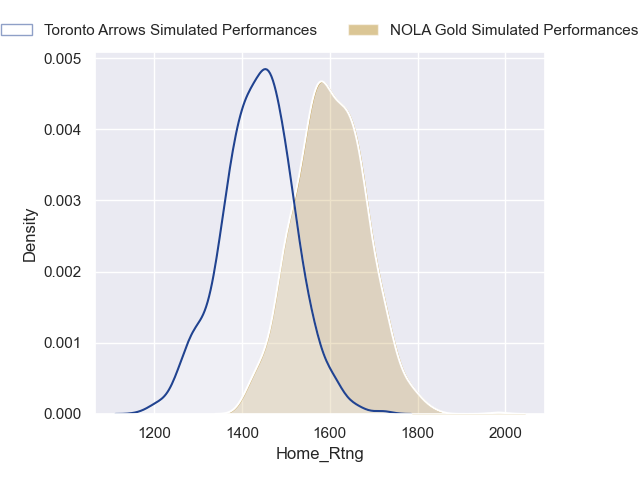 Toronto Arrows Simulated Performances NOLA Gold Simulated Performances
0.005
0.004
0.003
0.002
0.001
0.000
Density
1200 1400 1600 1800 2000
Home_Rtng